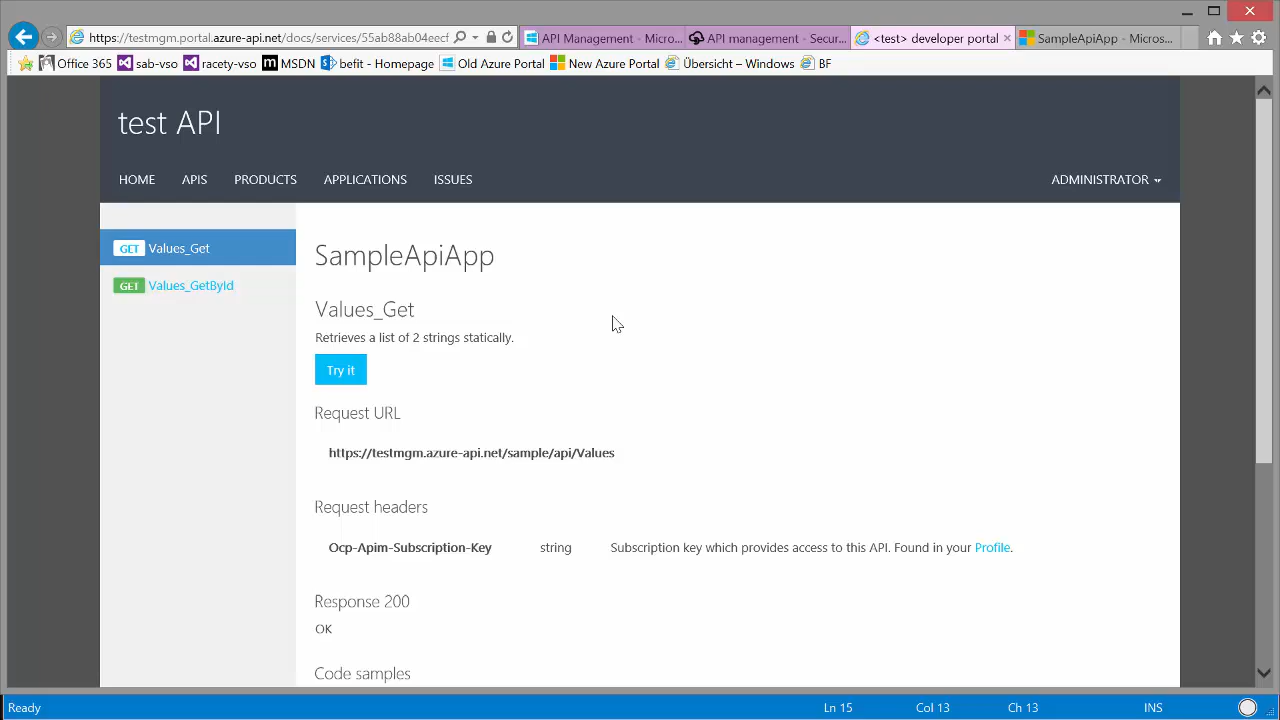 https://testmgm.portal.azure-api.net/docs/services/55ab88ab04eecf
API Management - Micro...
API management - Secur...
<test> developer portal
SampleApiApp - Microso...
Office 365
sab-vso
racety-vso
MSDN
befit - Homepage
Old Azure Portal
New Azure Portal
Übersicht – Windows
BF
test API
HOME
APIS
PRODUCTS
APPLICATIONS
ISSUES
ADMINISTRATOR
GET Values_Get
GET Values_GetById
SampleApiApp
Values_Get
Retrieves a list of 2 strings statically.
Try it
Request URL
https://testmgm.azure-api.net/sample/api/Values
Request headers
Ocp-Apim-Subscription-Key string Subscription key which provides access to this API. Found in your Profile.
Response 200
OK
Code samples
Ready
Ln 15
Col 13
Ch 13
INS